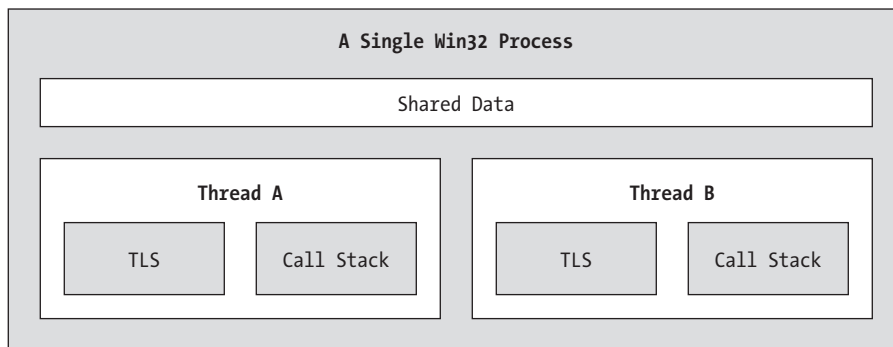 A Single Win32 Process
Shared Data
Thread A
Thread B
TLS
Call Stack
TLS
Call Stack